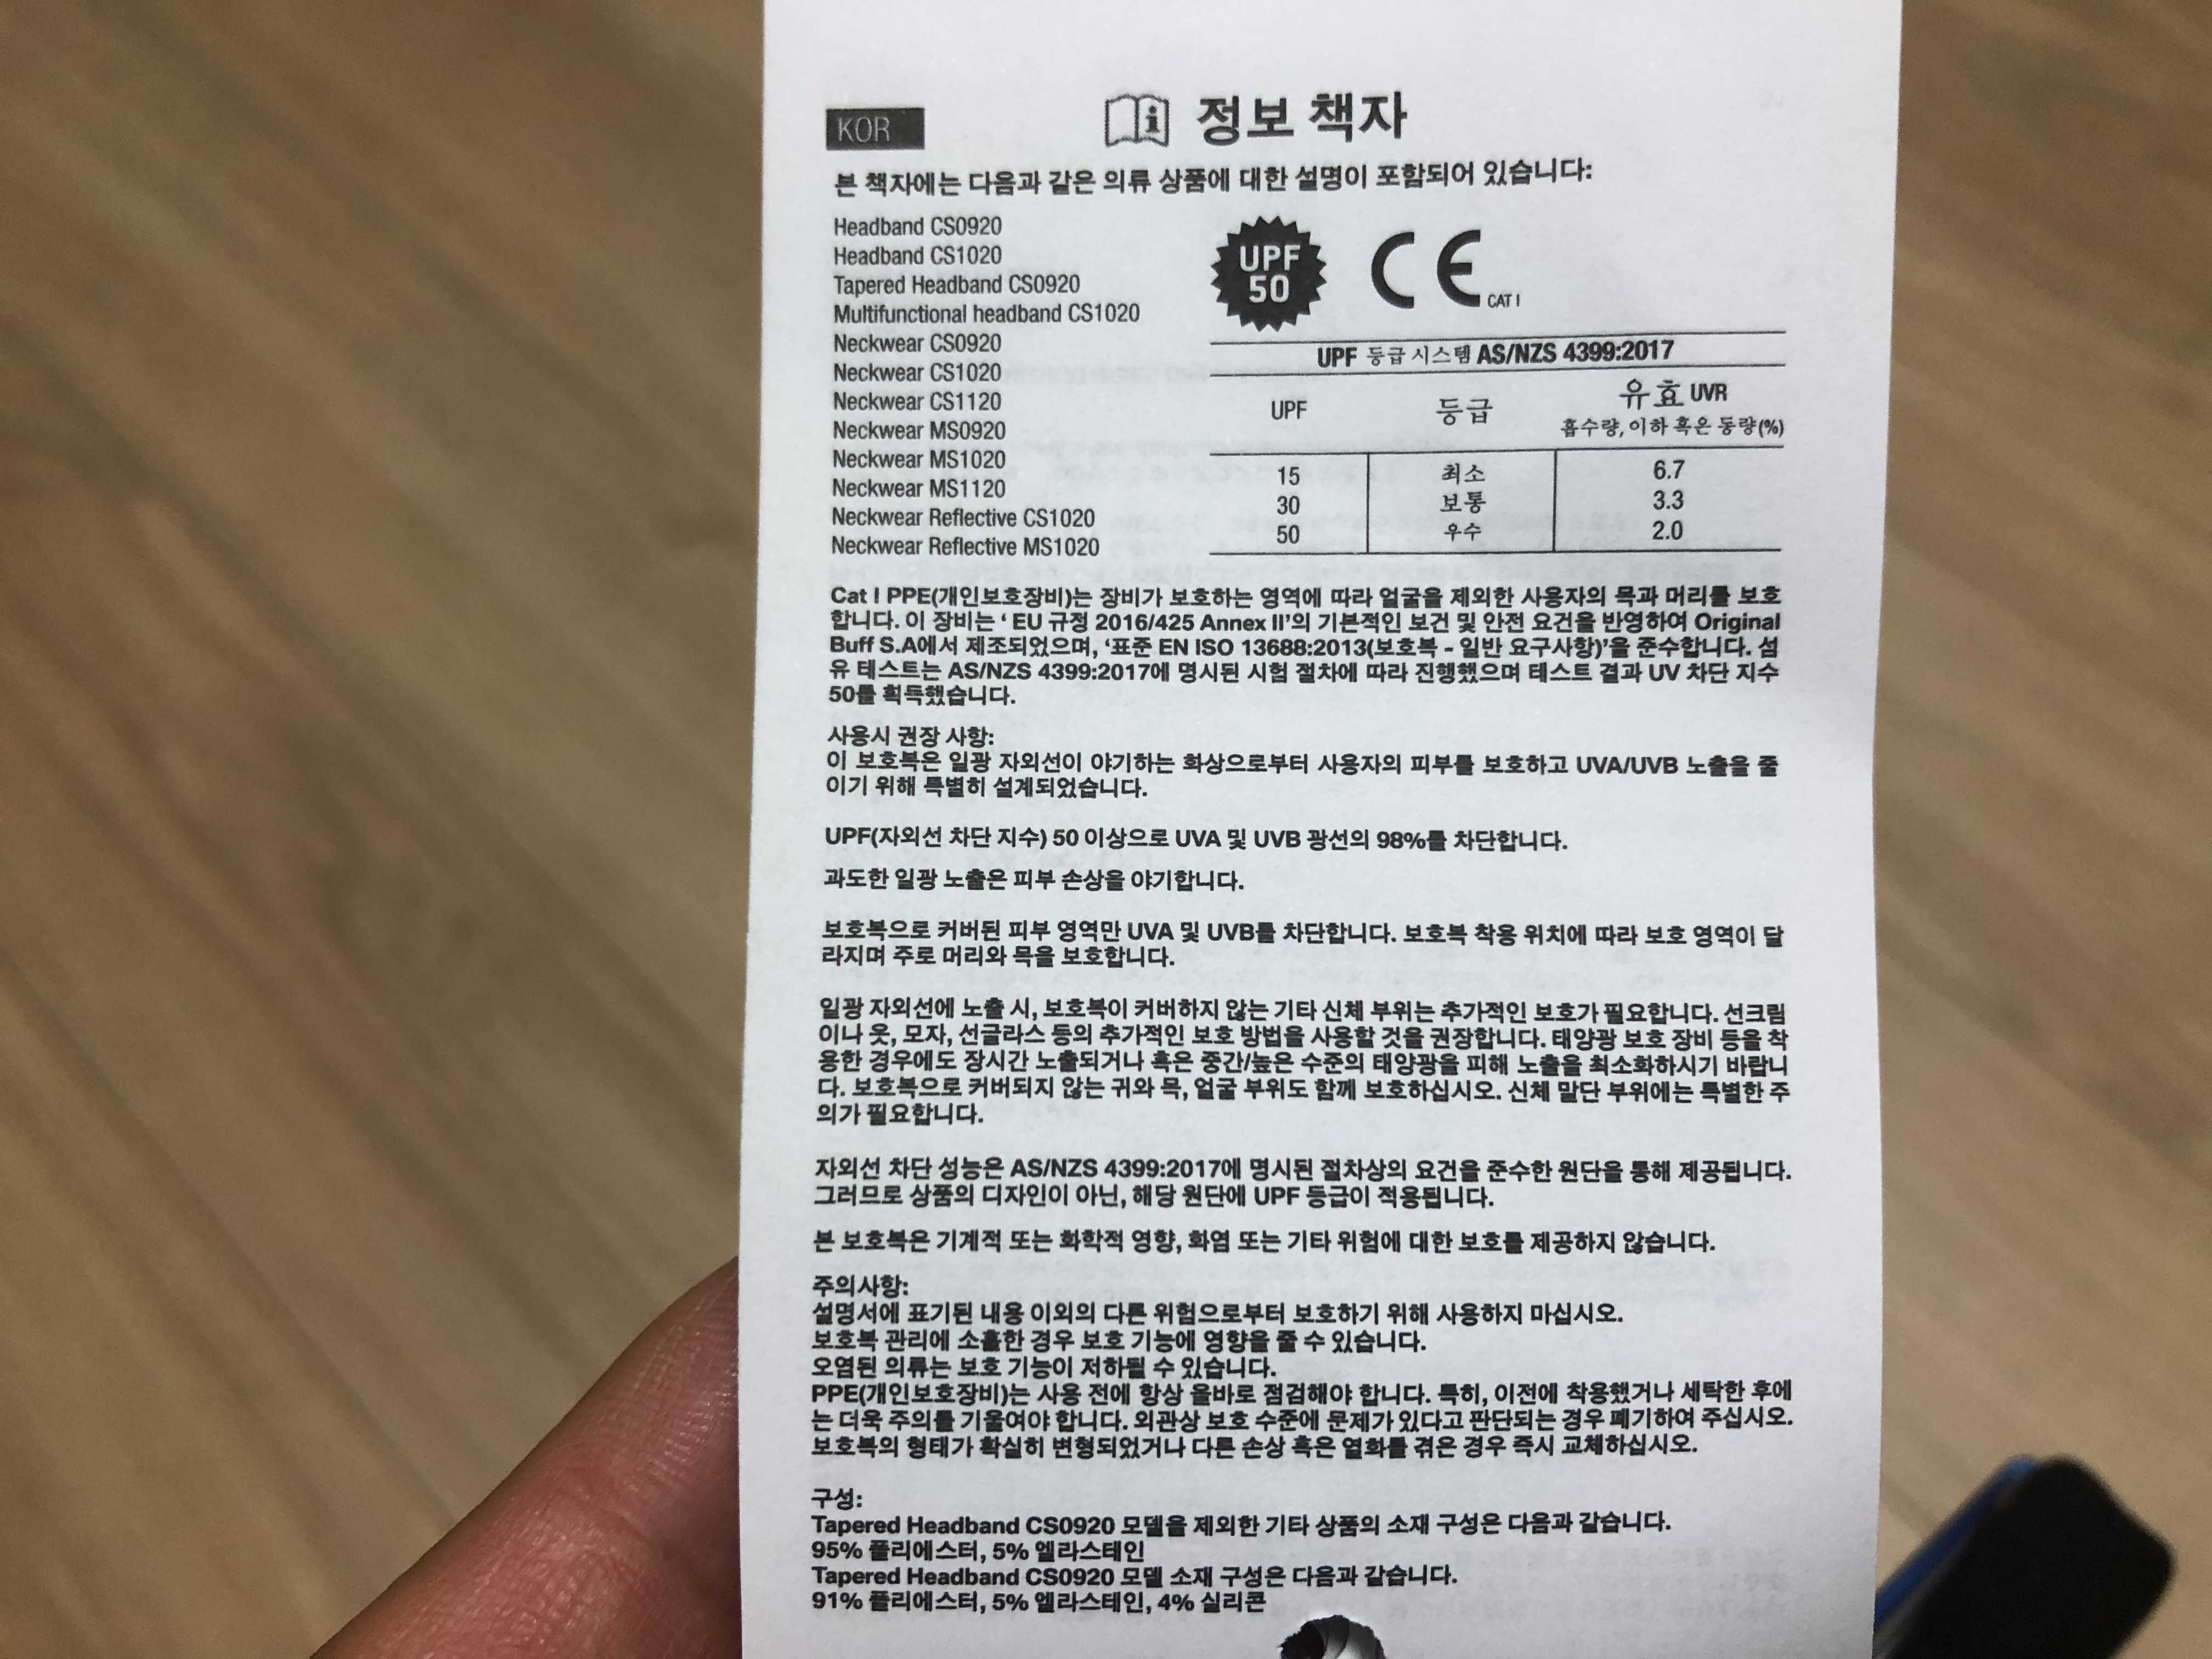 KOR
정보 책자
본 책자에는 다음과 같은 의류 상품에 대한 설명이 포함되어 있습니다:
Headband CS0920
Headband CS1020
Tapered Headband CS0920
Multifunctional headband CS1020
Neckwear CS0920
Neckwear CS1020
Neckwear CS1120
Neckwear MS0920
Neckwear MS1020
Neckwear MS1120
Neckwear Reflective CS1020
Neckwear Reflective MS1020
UPF
50
CE
CAT I
UPF 등급 시스템 AS/NZS 4399:2017
UPF 등급 유효 UVR
흡수량, 이하 혹은 동량(%)
15 최소 6.7
30 보통 3.3
50 우수 2.0
Cat I PPE(개인보호장비)는 장비가 보호하는 영역에 따라 얼굴을 제외한 사용자의 목과 머리를 보호
합니다. 이 장비는 ‘ EU 규정 2016/425 Annex II’의 기본적인 보건 및 안전 요건을 반영하여 Original
Buff S.A에서 제조되었으며, ‘표준 EN ISO 13688:2013(보호복 - 일반 요구사항)’을 준수합니다. 섬
유 테스트는 AS/NZS 4399:2017에 명시된 시험 절차에 따라 진행했으며 테스트 결과 UV 차단 지수
50를 획득했습니다.
사용시 권장 사항:
이 보호복은 일광 자외선이 야기하는 화상으로부터 사용자의 피부를 보호하고 UVA/UVB 노출을 줄
이기 위해 특별히 설계되었습니다.
UPF(자외선 차단 지수) 50 이상으로 UVA 및 UVB 광선의 98%를 차단합니다.
과도한 일광 노출은 피부 손상을 야기합니다.
보호복으로 커버된 피부 영역만 UVA 및 UVB를 차단합니다. 보호복 착용 위치에 따라 보호 영역이 달
라지며 주로 머리와 목을 보호합니다.
일광 자외선에 노출 시, 보호복이 커버하지 않는 기타 신체 부위는 추가적인 보호가 필요합니다. 선크림
이나 옷, 모자, 선글라스 등의 추가적인 보호 방법을 사용할 것을 권장합니다. 태양광 보호 장비 등을 착
용한 경우에도 장시간 노출되거나 혹은 중간/높은 수준의 태양광을 피해 노출을 최소화하시기 바랍니
다. 보호복으로 커버되지 않는 귀와 목, 얼굴 부위도 함께 보호하십시오. 신체 말단 부위에는 특별한 주
의가 필요합니다.
자외선 차단 성능은 AS/NZS 4399:2017에 명시된 절차상의 요건을 준수한 원단을 통해 제공됩니다.
그러므로 상품의 디자인이 아닌, 해당 원단에 UPF 등급이 적용됩니다.
본 보호복은 기계적 또는 화학적 영향, 화염 또는 기타 위험에 대한 보호를 제공하지 않습니다.
주의사항:
설명서에 표기된 내용 이외의 다른 위험으로부터 보호하기 위해 사용하지 마십시오.
보호복 관리에 소홀한 경우 보호 기능에 영향을 줄 수 있습니다.
오염된 의류는 보호 기능이 저하될 수 있습니다.
PPE(개인보호장비)는 사용 전에 항상 올바로 점검해야 합니다. 특히, 이전에 착용했거나 세탁한 후에
는 더욱 주의를 기울여야 합니다. 외관상 보호 수준에 문제가 있다고 판단되는 경우 폐기하여 주십시오.
보호복의 형태가 확실히 변형되었거나 다른 손상 혹은 열화를 겪은 경우 즉시 교체하십시오.
구성:
Tapered Headband CS0920 모델을 제외한 기타 상품의 소재 구성은 다음과 같습니다.
95% 폴리에스터, 5% 엘라스테인
Tapered Headband CS0920 모델 소재 구성은 다음과 같습니다.
91% 폴리에스터, 5% 엘라스테인, 4% 실리콘